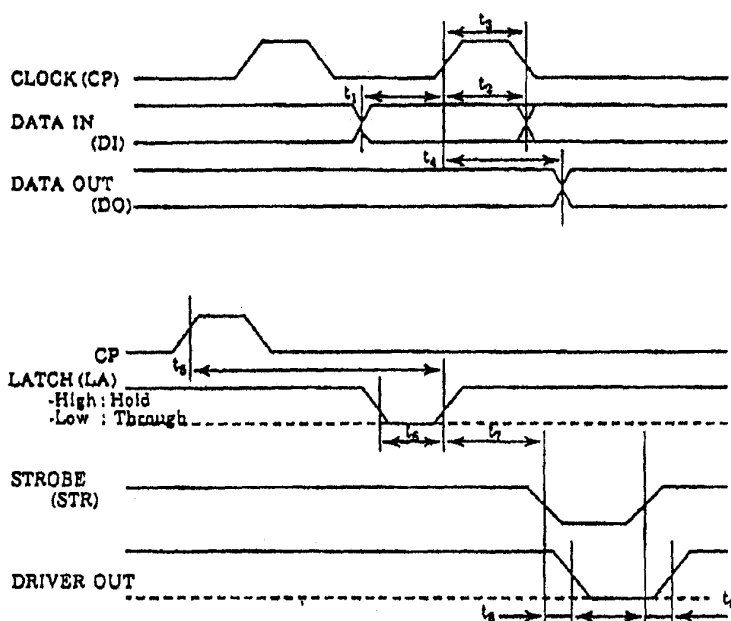 t3
CLOCK (CP)
t1
t2
DATA IN
(DI)
t4
DATA OUT
(DO)
CP
t5
LATCH (LA)
-High : Hold
-Low : Through
t6
t7
STROBE
(STR)
DRIVER OUT
t8